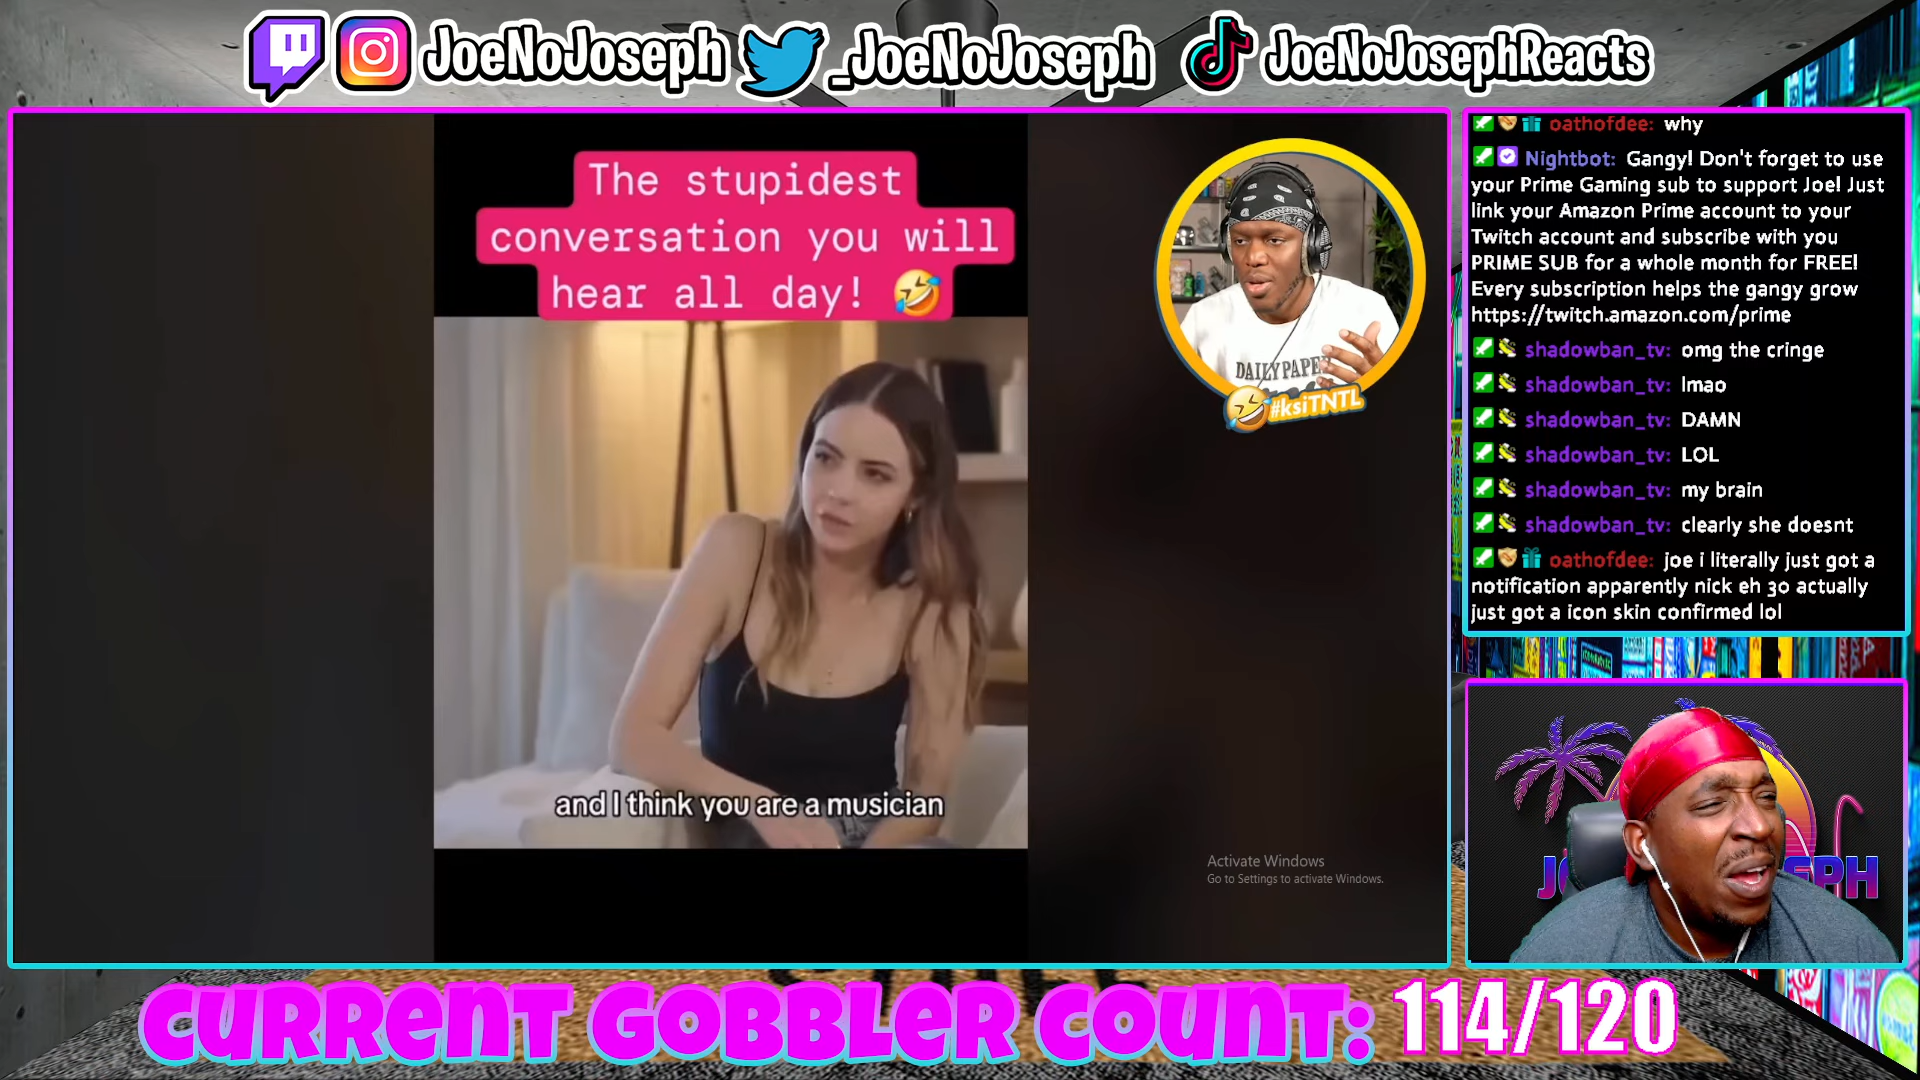 JoeNoJoseph
_JoeNoJoseph
JoeNoJosephReacts
The stupidest
conversation you will
hear all day! 🤣
DAILY PAPER
🤣#ksiTNTL
and I think you are a musician
Activate Windows
Go to Settings to activate Windows.
oathofdee: why
Nightbot: Gangy! Don't forget to use
your Prime Gaming sub to support Joe! Just
link your Amazon Prime account to your
Twitch account and subscribe with you
PRIME SUB for a whole month for FREE!
Every subscription helps the gangy grow
https://twitch.amazon.com/prime
shadowban_tv: omg the cringe
shadowban_tv: lmao
shadowban_tv: DAMN
shadowban_tv: LOL
shadowban_tv: my brain
shadowban_tv: clearly she doesnt
oathofdee: joe i literally just got a
notification apparently nick eh 30 actually
just got a icon skin confirmed lol
CURRENT GOBBLER COUNT: 114/120